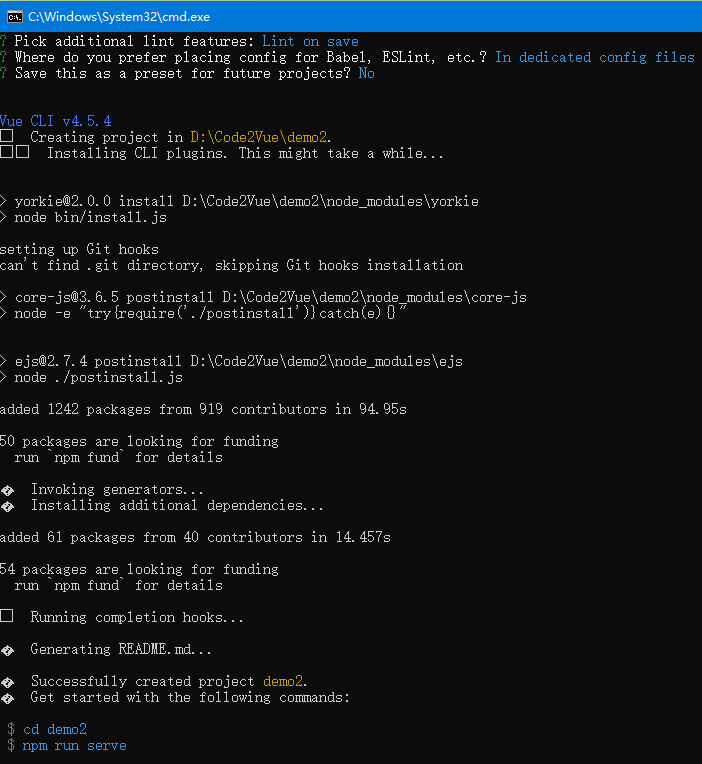 C:\Windows\System32\cmd.exe
? Pick additional lint features: Lint on save
? Where do you prefer placing config for Babel, ESLint, etc.? In dedicated config files
? Save this as a preset for future projects? No
Vue CLI v4.5.4
□ Creating project in D:\Code2Vue\demo2.
□□ Installing CLI plugins. This might take a while...
> yorkie@2.0.0 install D:\Code2Vue\demo2\node_modules\yorkie
> node bin/install.js
setting up Git hooks
can't find .git directory, skipping Git hooks installation
> core-js@3.6.5 postinstall D:\Code2Vue\demo2\node_modules\core-js
> node -e "try{require('./postinstall')}catch(e){}"
> ejs@2.7.4 postinstall D:\Code2Vue\demo2\node_modules\ejs
> node ./postinstall.js
added 1242 packages from 919 contributors in 94.95s
50 packages are looking for funding
run `npm fund` for details
� Invoking generators...
� Installing additional dependencies...
added 61 packages from 40 contributors in 14.457s
54 packages are looking for funding
run `npm fund` for details
□ Running completion hooks...
� Generating README.md...
� Successfully created project demo2.
� Get started with the following commands:
$ cd demo2
$ npm run serve